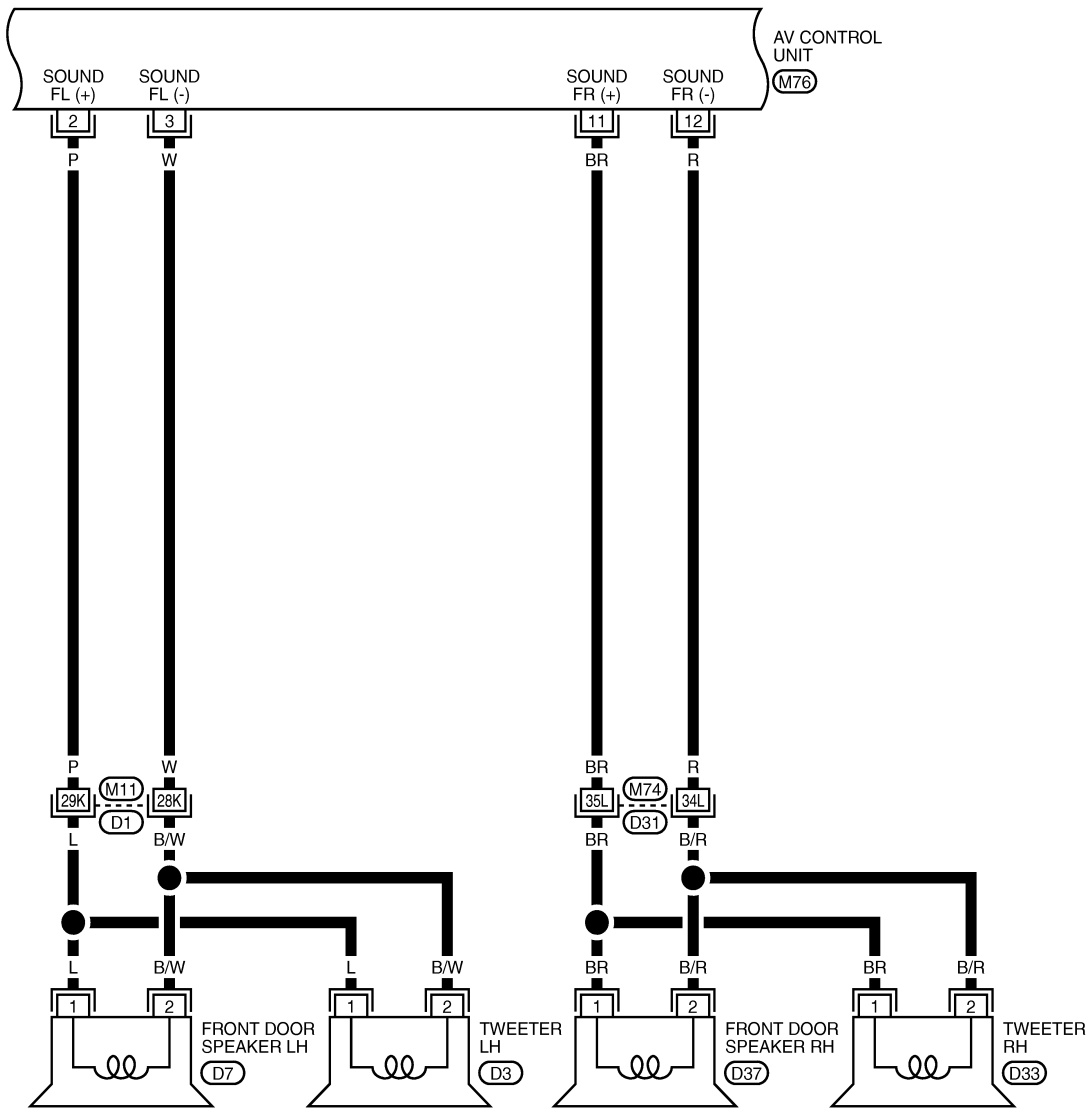 AV CONTROL
UNIT
M76
SOUND
FL (+)
SOUND
FL (-)
SOUND
FR (+)
SOUND
FR (-)
2
3
11
12
P
W
BR
R
P
W
BR
R
29K
M11
28K
35L
M74
34L
D1
D31
L
B/W
BR
B/R
L
B/W
L
B/W
BR
B/R
BR
B/R
1
2
1
2
1
2
1
2
FRONT DOOR
SPEAKER LH
D7
TWEETER
LH
D3
FRONT DOOR
SPEAKER RH
D37
TWEETER
RH
D33